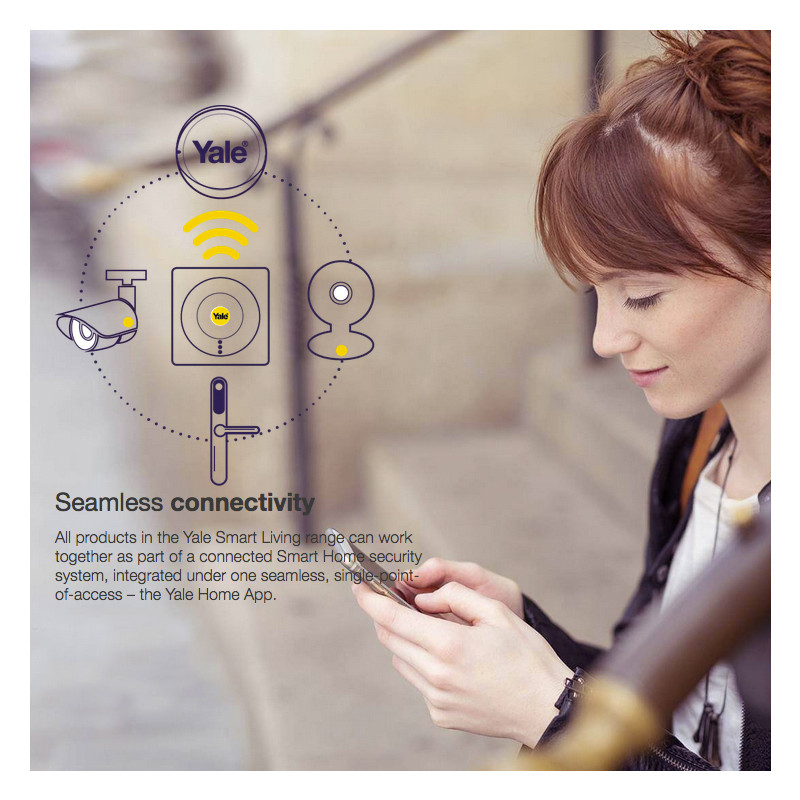 Yale
Yale
Seamless connectivity
All products in the Yale Smart Living range can work
together as part of a connected Smart Home security
system, integrated under one seamless, single-point-
of-access – the Yale Home App.